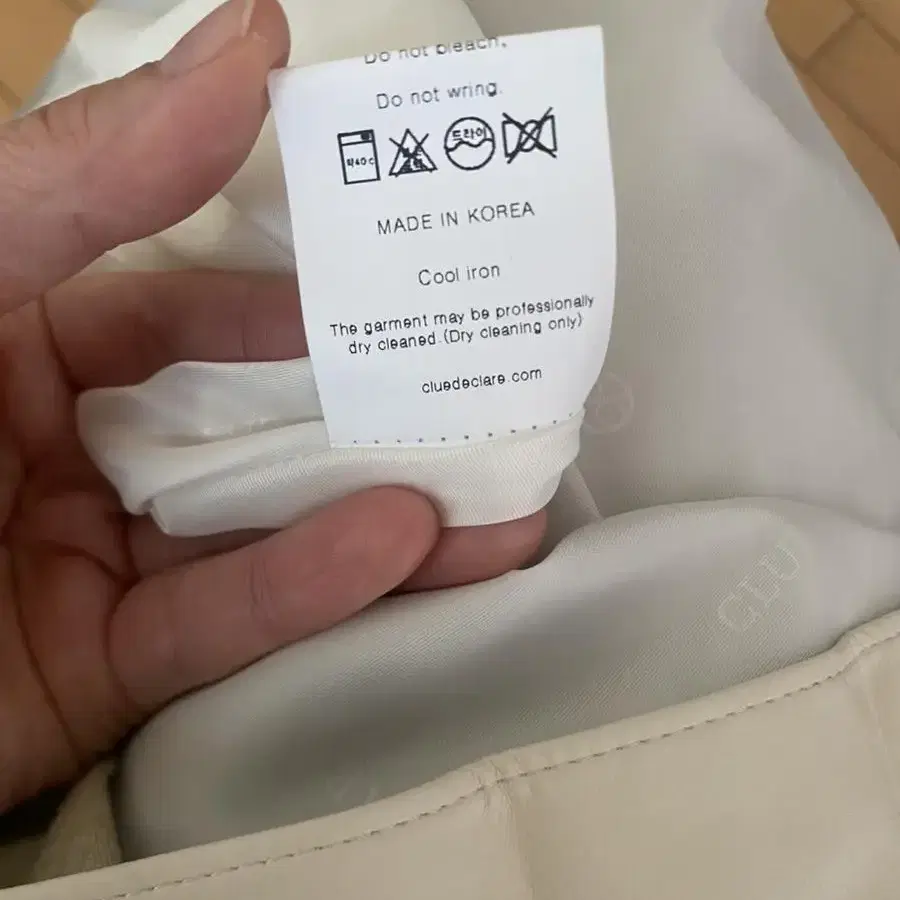 Do not bleach,
Do not wring.
드라이
MADE IN KOREA
Cool iron
The garment may be professionally
dry cleaned.(Dry cleaning only)
cluedeclare.com
CLU